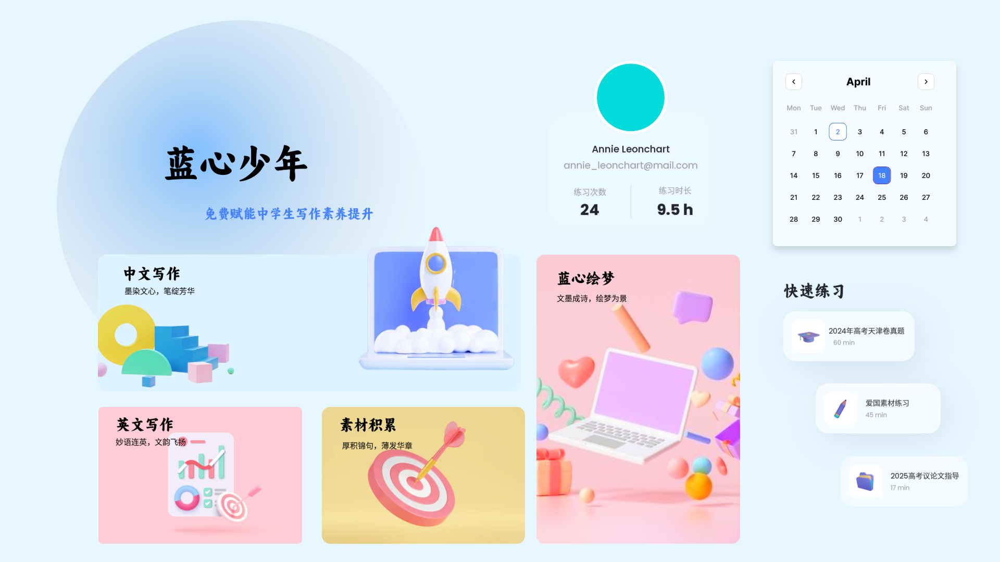 蓝心少年
免费赋能中学生写作素养提升
Annie Leonchart
annie_leonchart@mail.com
练习次数
24
练习时长
9.5 h
April
Mon Tue Wed Thu Fri Sat Sun
31 1 2 3 4 5 6
7 8 9 10 11 12 13
14 15 16 17 18 19 20
21 22 23 24 25 26 27
28 29 30 1 2 3 4
中文写作
墨染文心，笔绽芳华
蓝心绘梦
文墨成诗，绘梦为景
英文写作
妙语连英，文韵飞扬
素材积累
厚积锦句，薄发华章
快速练习
2024年高考天津卷真题
60 min
爱国素材练习
45 min
2025高考议论文指导
17 min